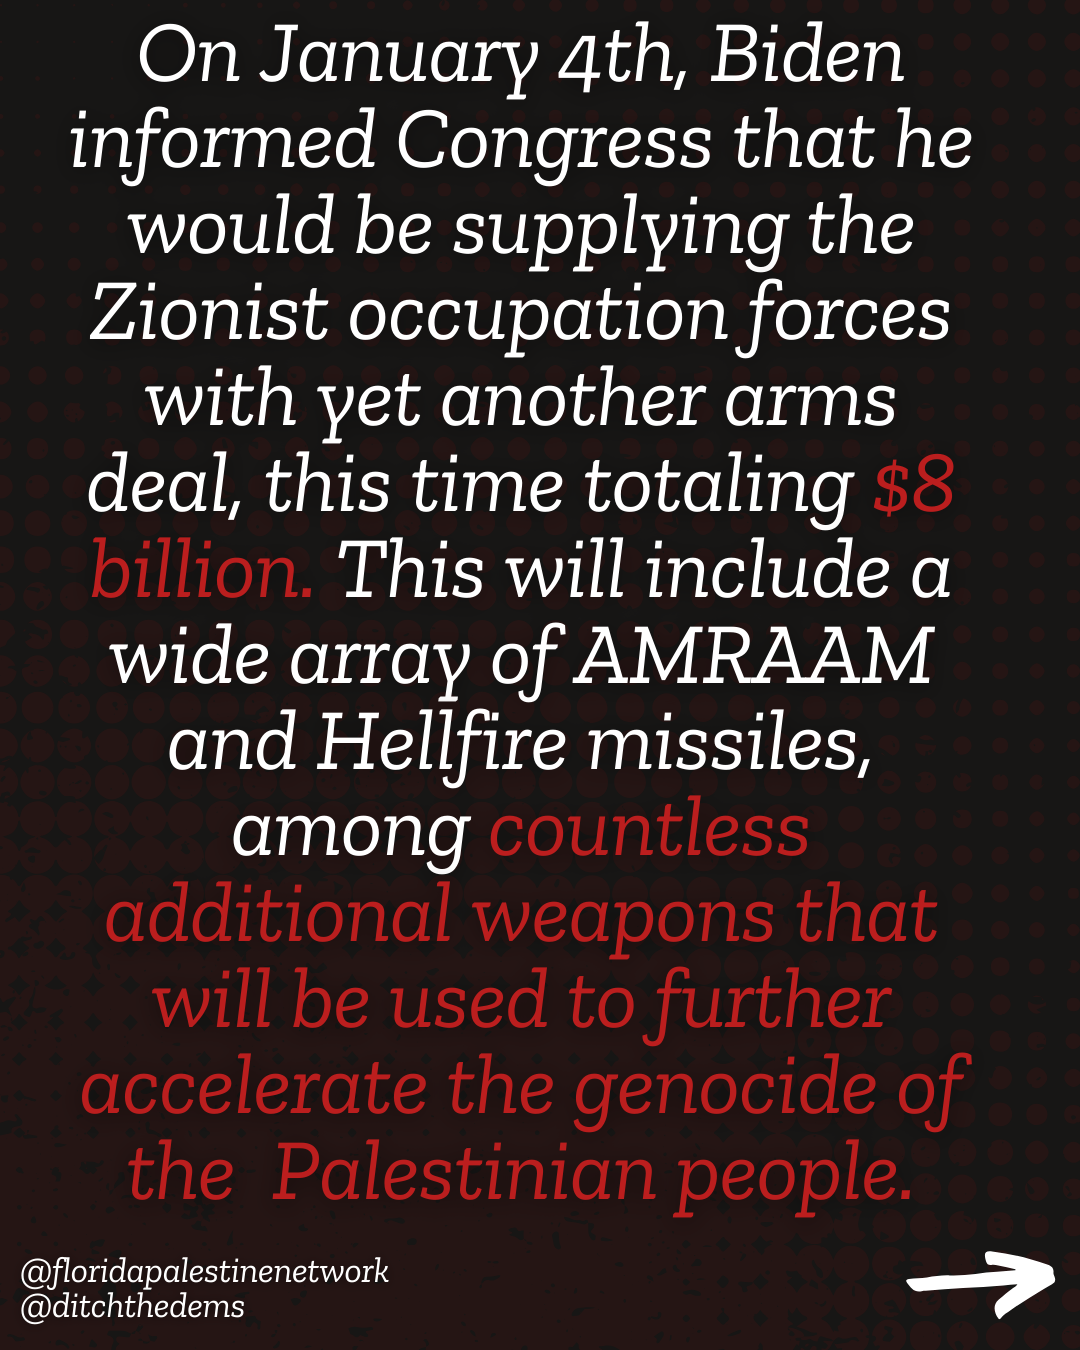 On January 4th, Biden
informed Congress that he
would be supplying the
Zionist occupation forces
with yet another arms
deal, this time totaling $8
billion. This will include a
wide array of AMRAAM
and Hellfire missiles,
among countless
additional weapons that
will be used to further
accelerate the genocide of
the  Palestinian people.
@floridapalestinenetwork
@ditchthedems